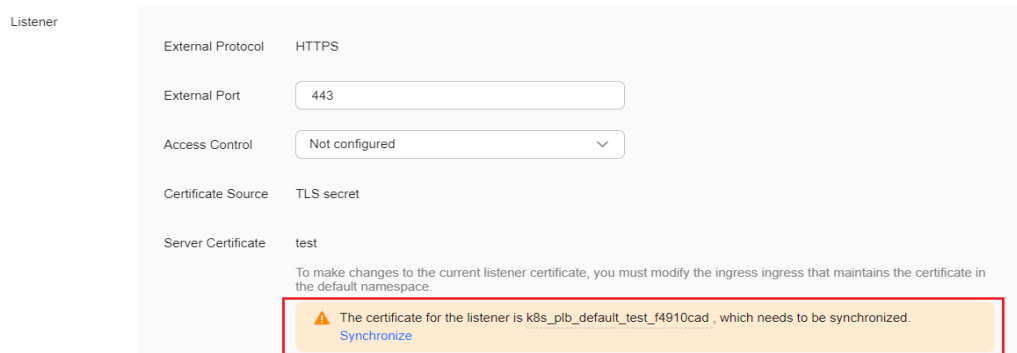 Listener
External Protocol HTTPS
External Port 443
Access Control Not configured
Certificate Source TLS secret
Server Certificate test
To make changes to the current listener certificate, you must modify the ingress ingress that maintains the certificate in
the default namespace.
The certificate for the listener is k8s_plb_default_test_f4910cad , which needs to be synchronized.
Synchronize